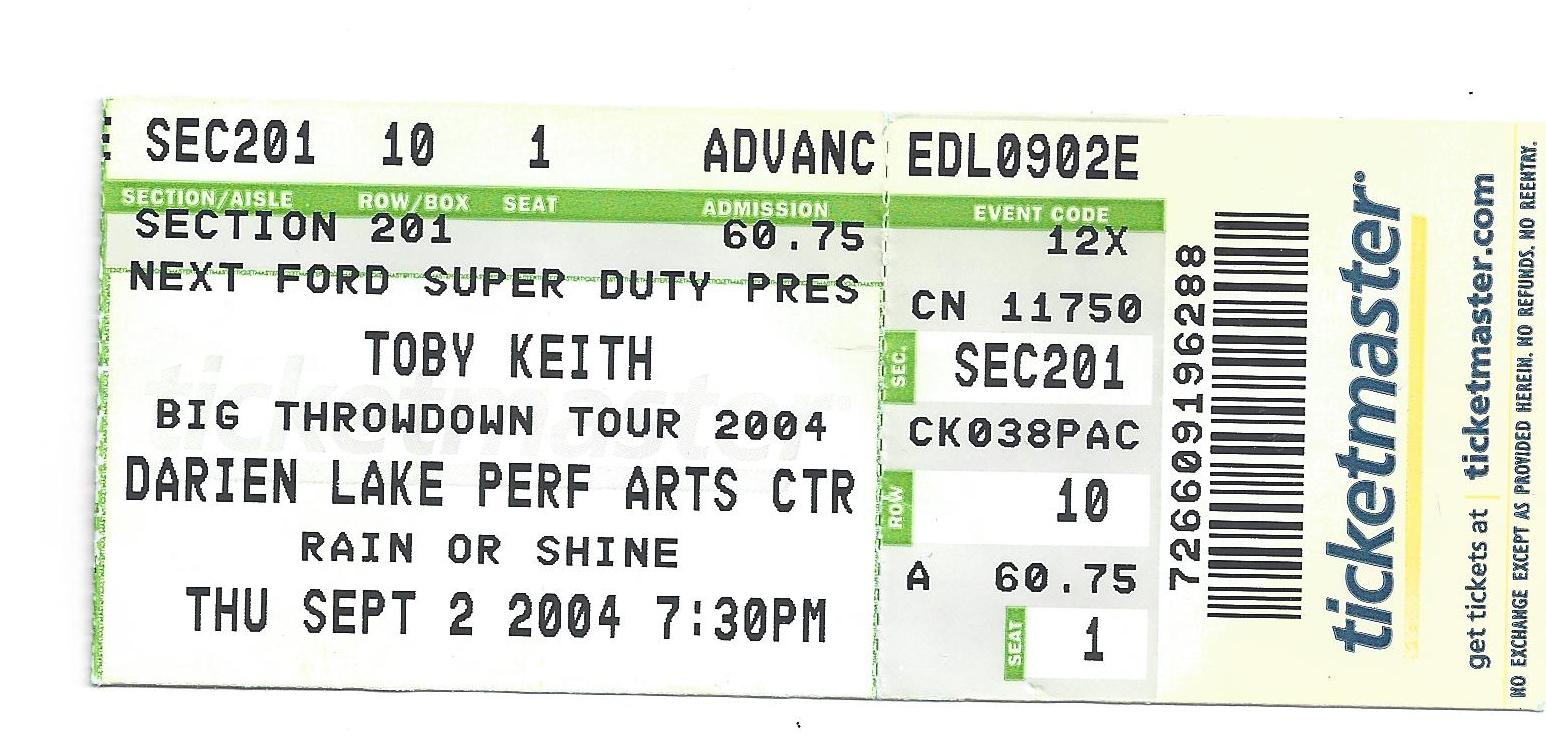 SEC201 10 1 ADVANC
SECTION/AISLE ROW/BOX SEAT ADMISSION
SECTION 201 60.75
NEXT FORD SUPER DUTY PRES
TOBY KEITH
BIG THROWDOWN TOUR 2004
DARIEN LAKE PERF ARTS CTR
RAIN OR SHINE
THU SEPT 2 2004 7:30PM
EDL0902E
EVENT CODE
12X
CN 11750
SEC. SEC201
CK038PAC
ROW 10
A 60.75
SEAT 1
726609196288
ticketmaster®
get tickets at | ticketmaster.com
NO EXCHANGE EXCEPT AS PROVIDED HEREIN. NO REFUNDS. NO REENTRY.
ticketmaster